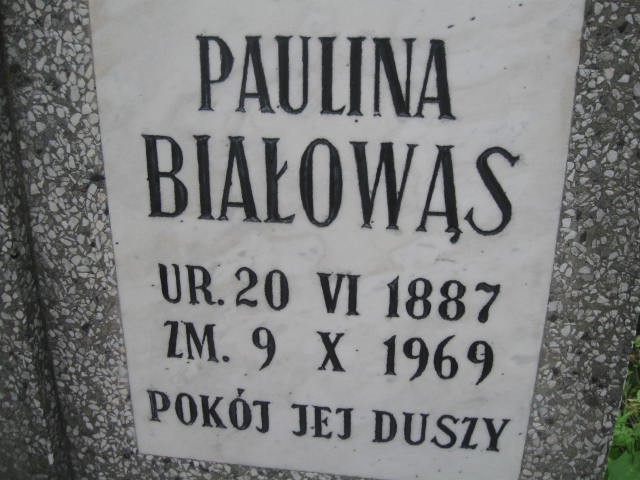 PAULINA
BIAŁOWĄS
UR. 20 VI 1887
ZM. 9 X 1969
POKÓJ JEJ DUSZY